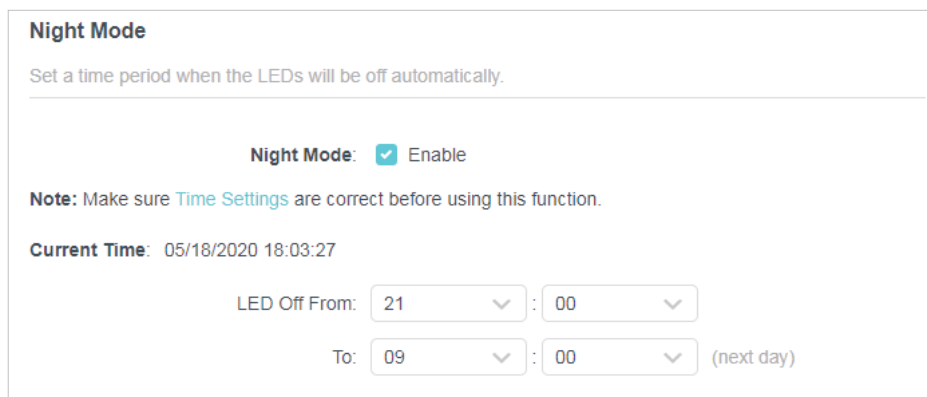 Night Mode
Set a time period when the LEDs will be off automatically.
Night Mode: Enable
Note: Make sure Time Settings are correct before using this function.
Current Time: 05/18/2020 18:03:27
LED Off From: 21 : 00
To: 09 : 00 (next day)